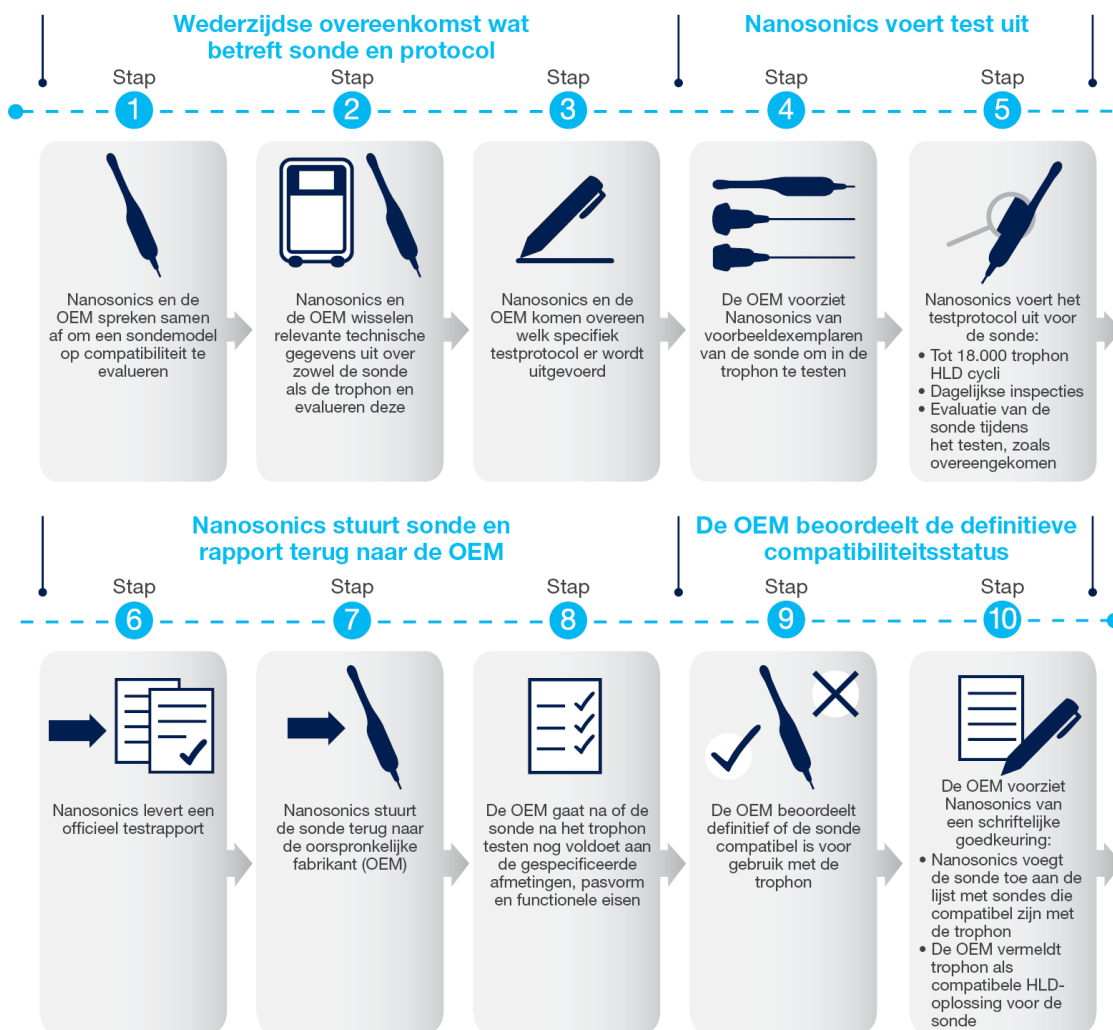 Wederzijdse overeenkomst wat
betreft sonde en protocol
Nanosonics voert test uit
Stap
1
Stap
2
Stap
3
Stap
4
Stap
5
Nanosonics en de
OEM spreken samen
af om een sondemodel
op compatibiliteit te
evalueren
Nanosonics en
de OEM wisselen
relevante technische
gegevens uit over
zowel de sonde
als de trophon en
evalueren deze
Nanosonics en de
OEM komen overeen
welk specifiek
testprotocol er wordt
uitgevoerd
De OEM voorziet
Nanosonics van
voorbeeldexemplaren
van de sonde om in de
trophon te testen
Nanosonics voert het
testprotocol uit voor
de sonde:
• Tot 18.000 trophon
HLD cycli
• Dagelijkse inspecties
• Evaluatie van de
sonde tijdens
het testen, zoals
overeengekomen
Nanosonics stuurt sonde en
rapport terug naar de OEM
De OEM beoordeelt de definitieve
compatibiliteitsstatus
Stap
6
Stap
7
Stap
8
Stap
9
Stap
10
Nanosonics levert een
officieel testrapport
Nanosonics stuurt
de sonde terug naar
de oorspronkelijke
fabrikant (OEM)
De OEM gaat na of de
sonde na het trophon
testen nog voldoet aan
de gespecificeerde
afmetingen, pasvorm
en functionele eisen
De OEM beoordeelt
definitief of de sonde
compatibel is voor
gebruik met de
trophon
De OEM voorziet
Nanosonics van
een schriftelijke
goedkeuring:
• Nanosonics voegt
de sonde toe aan de
lijst met sondes die
compatibel zijn met
de trophon
• De OEM vermeldt
trophon als
compatibele HLD-
oplossing voor de
sonde